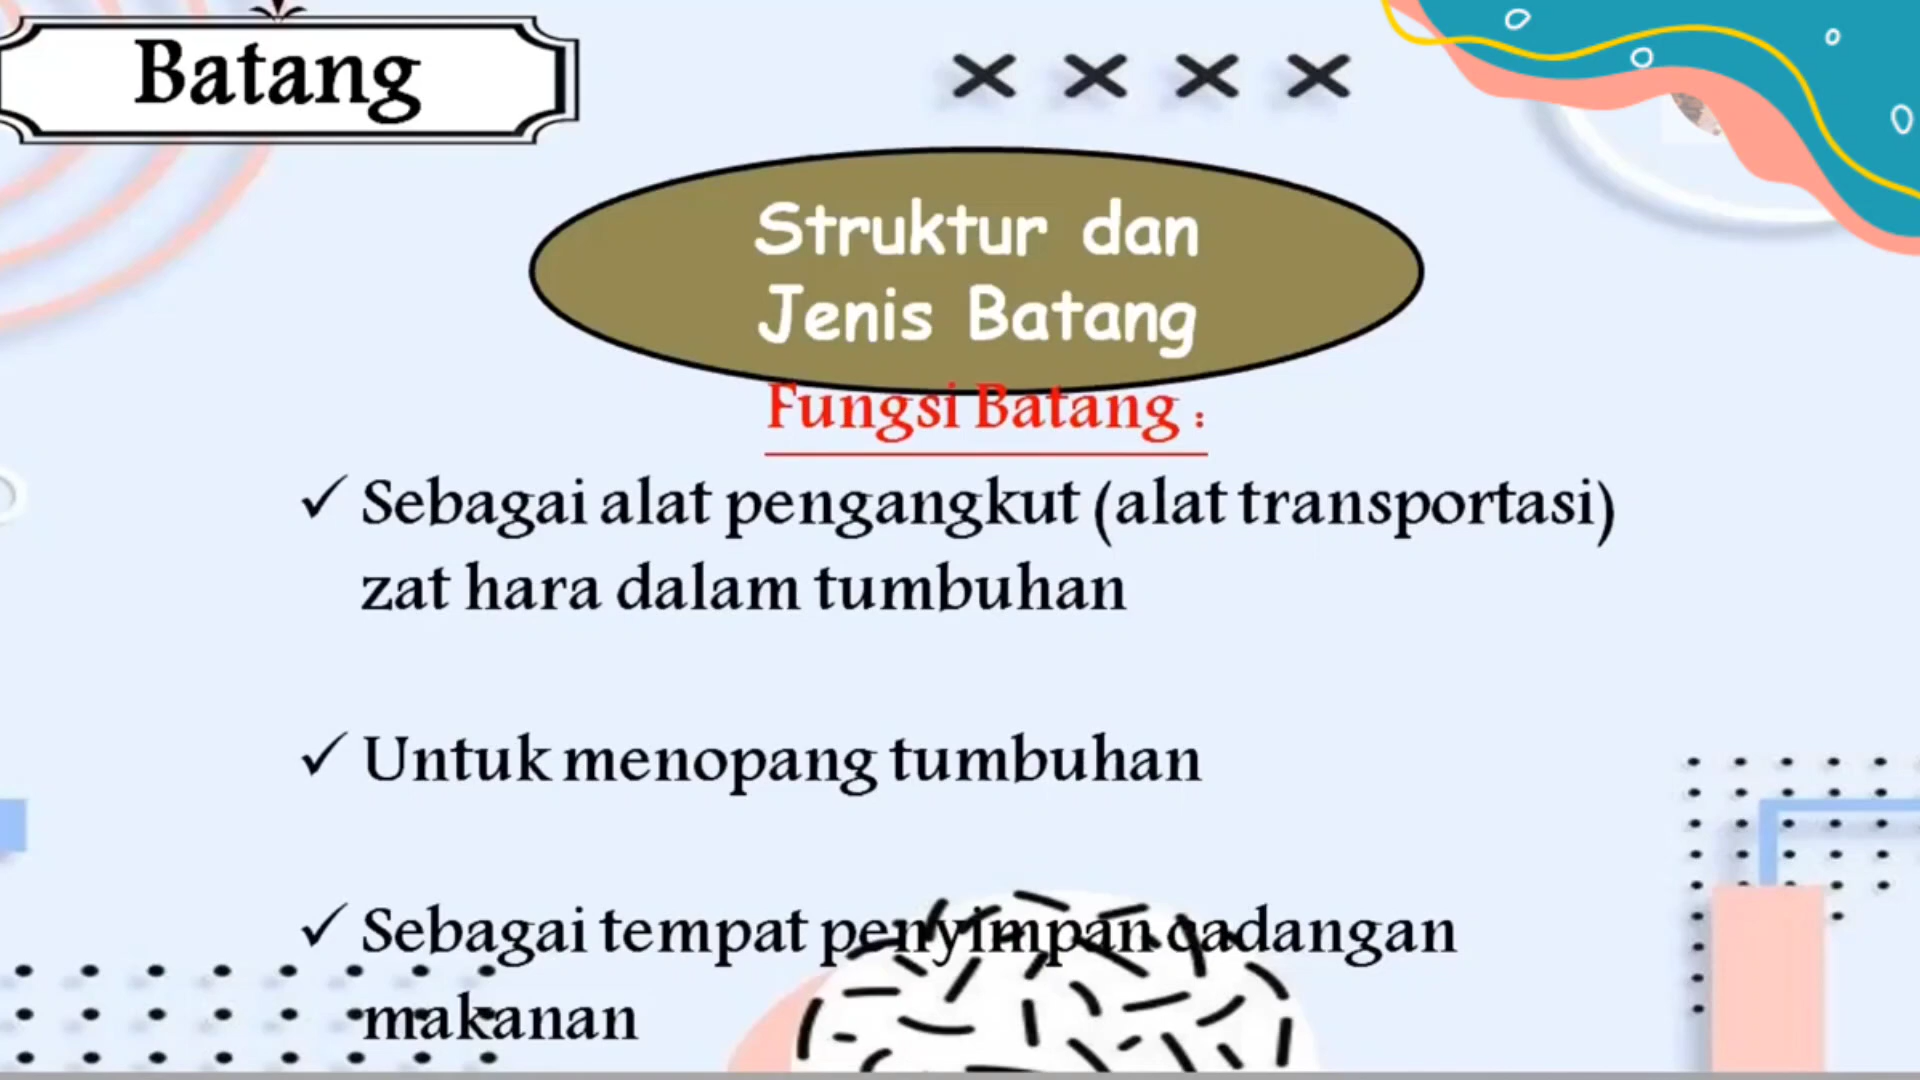 Batang
Struktur dan
Jenis Batang
Fungsi Batang :
✓ Sebagai alat pengangkut (alat transportasi)
zat hara dalam tumbuhan
✓ Untuk menopang tumbuhan
✓ Sebagai tempat penyimpan cadangan
makanan